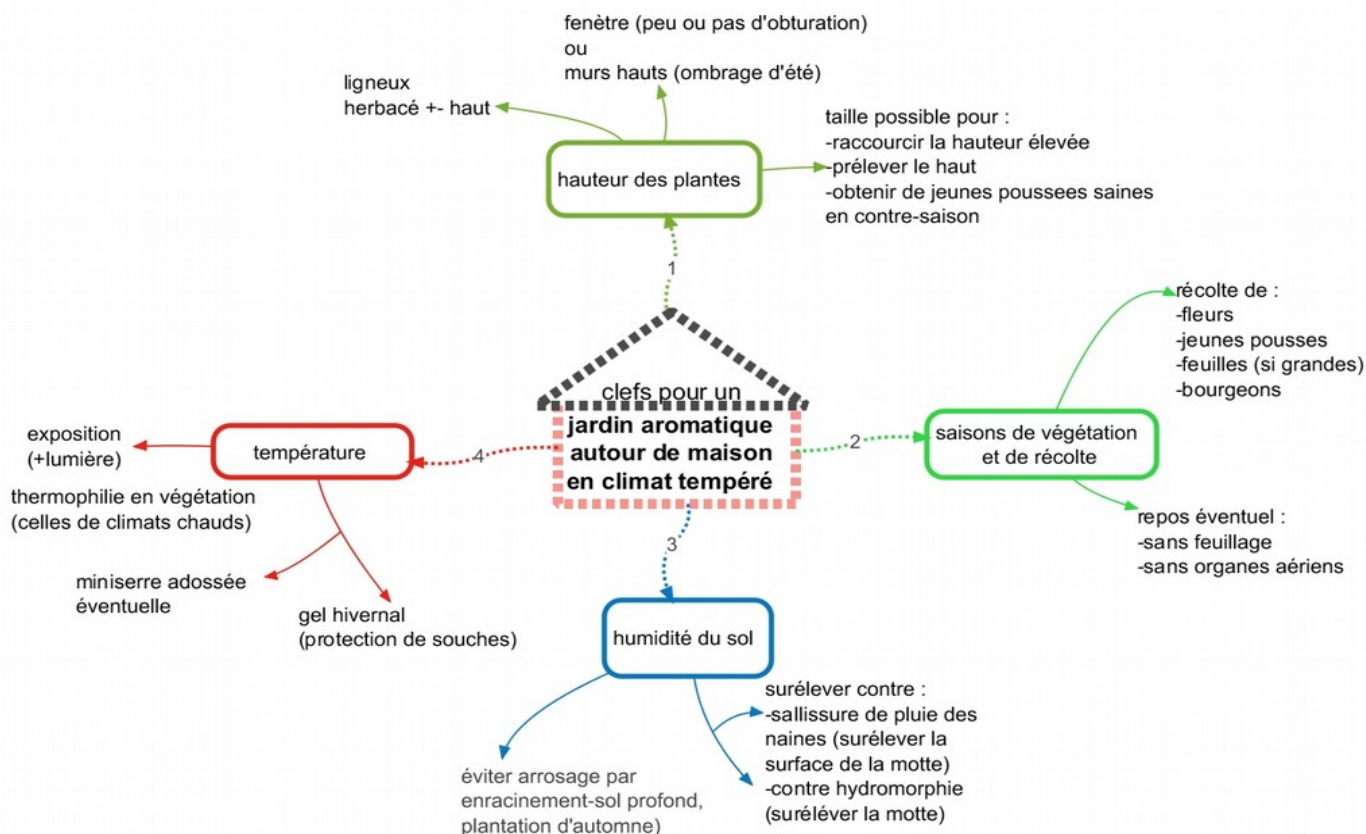 fenètre (peu ou pas d'obturation)
ou
murs hauts (ombrage d'été)
ligneux
herbacé +- haut
taille possible pour :
-raccourcir la hauteur élevée
-prélever le haut
-obtenir de jeunes poussees saines
en contre-saison
hauteur des plantes
1
récolte de :
-fleurs
-jeunes pousses
-feuilles (si grandes)
-bourgeons
clefs pour un
jardin aromatique
autour de maison
en climat tempéré
2
saisons de végétation
et de récolte
repos éventuel :
-sans feuillage
-sans organes aériens
3
humidité du sol
surélever contre :
-sallissure de pluie des
naines (surélever la
surface de la motte)
-contre hydromorphie
(suréléver la motte)
éviter arrosage par
enracinement-sol profond,
plantation d'automne)
4
température
exposition
(+lumière)
thermophilie en végétation
(celles de climats chauds)
miniserre adossée
éventuelle
gel hivernal
(protection de souches)